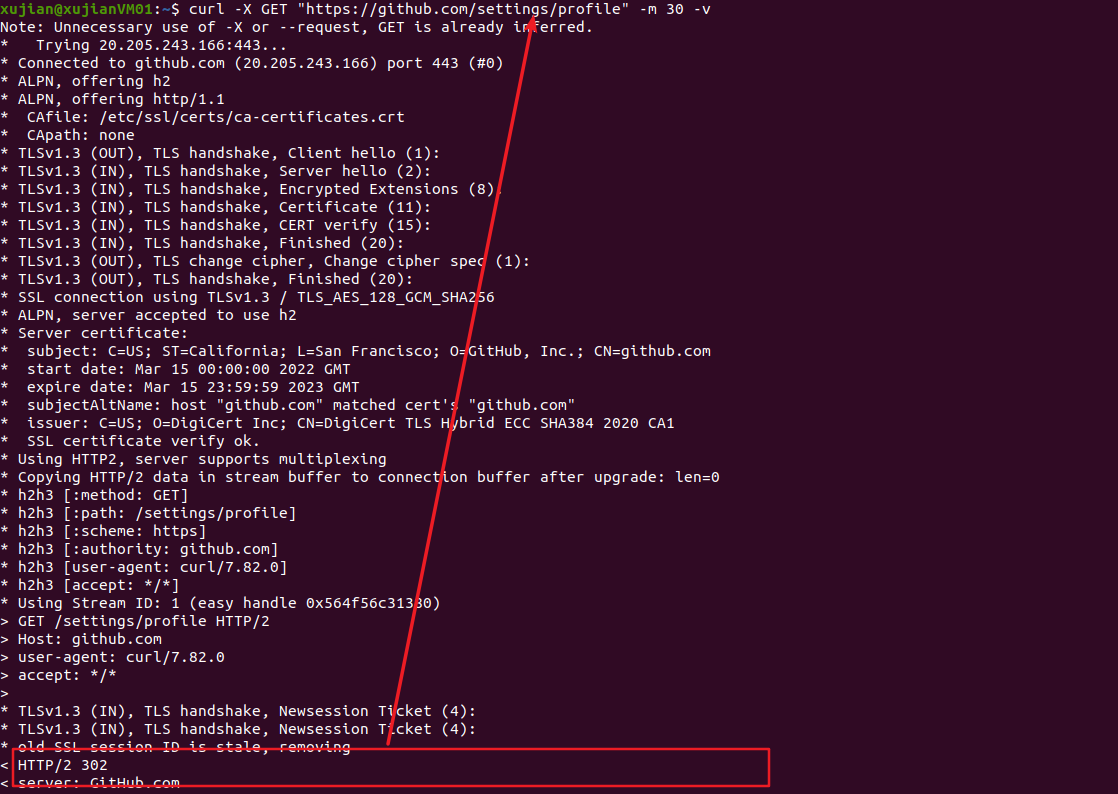 xujian@xujianVM01:~$ curl -X GET "https://github.com/settings/profile" -m 30 -v
Note: Unnecessary use of -X or --request, GET is already inferred.
*   Trying 20.205.243.166:443...
* Connected to github.com (20.205.243.166) port 443 (#0)
* ALPN, offering h2
* ALPN, offering http/1.1
*  CAfile: /etc/ssl/certs/ca-certificates.crt
*  CApath: none
* TLSv1.3 (OUT), TLS handshake, Client hello (1):
* TLSv1.3 (IN), TLS handshake, Server hello (2):
* TLSv1.3 (IN), TLS handshake, Encrypted Extensions (8):
* TLSv1.3 (IN), TLS handshake, Certificate (11):
* TLSv1.3 (IN), TLS handshake, CERT verify (15):
* TLSv1.3 (IN), TLS handshake, Finished (20):
* TLSv1.3 (OUT), TLS change cipher, Change cipher spec (1):
* TLSv1.3 (OUT), TLS handshake, Finished (20):
* SSL connection using TLSv1.3 / TLS_AES_128_GCM_SHA256
* ALPN, server accepted to use h2
* Server certificate:
*  subject: C=US; ST=California; L=San Francisco; O=GitHub, Inc.; CN=github.com
*  start date: Mar 15 00:00:00 2022 GMT
*  expire date: Mar 15 23:59:59 2023 GMT
*  subjectAltName: host "github.com" matched cert's "github.com"
*  issuer: C=US; O=DigiCert Inc; CN=DigiCert TLS Hybrid ECC SHA384 2020 CA1
*  SSL certificate verify ok.
* Using HTTP2, server supports multiplexing
* Copying HTTP/2 data in stream buffer to connection buffer after upgrade: len=0
* h2h3 [:method: GET]
* h2h3 [:path: /settings/profile]
* h2h3 [:scheme: https]
* h2h3 [:authority: github.com]
* h2h3 [user-agent: curl/7.82.0]
* h2h3 [accept: */*]
* Using Stream ID: 1 (easy handle 0x564f56c31380)
> GET /settings/profile HTTP/2
> Host: github.com
> user-agent: curl/7.82.0
> accept: */*
>
* TLSv1.3 (IN), TLS handshake, Newsession Ticket (4):
* TLSv1.3 (IN), TLS handshake, Newsession Ticket (4):
* old SSL session ID is stale, removing
< HTTP/2 302
< server: GitHub.com